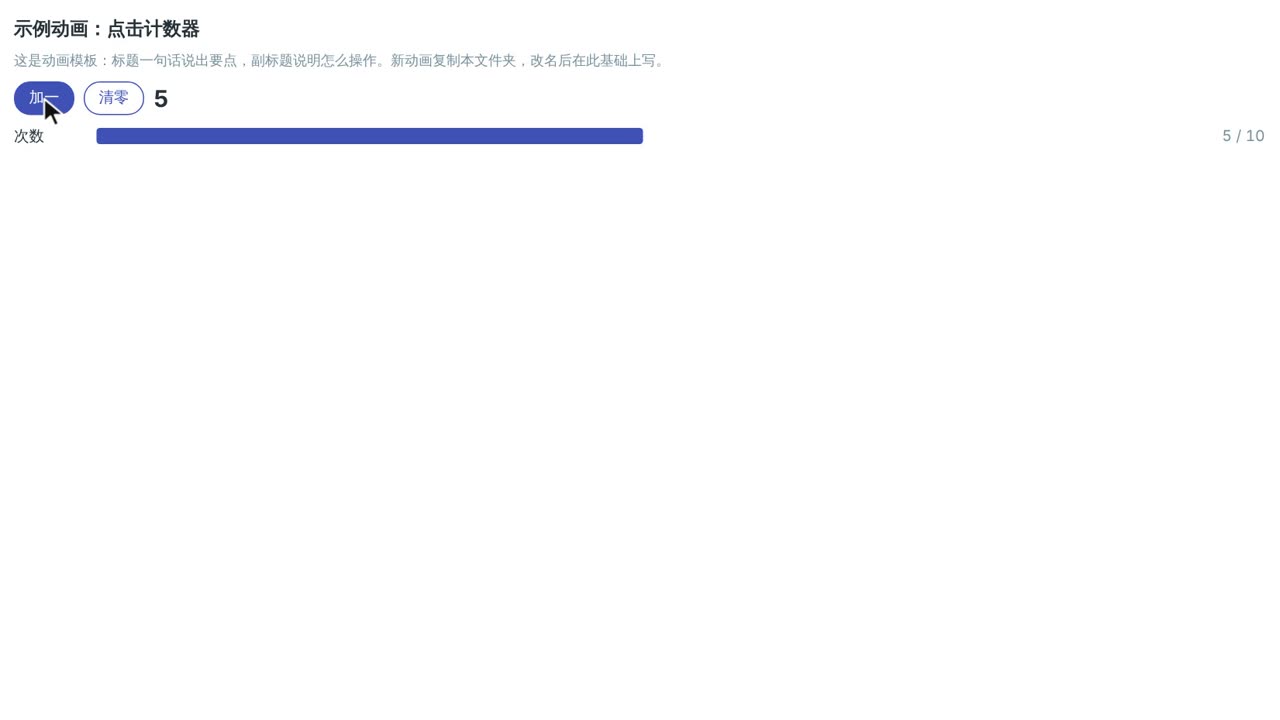 示例动画：点击计数器
这是动画模板：标题一句话说出要点，副标题说明怎么操作。新动画复制本文件夹，改名后在此基础上写。
加一 清零 5
次数 5 / 10